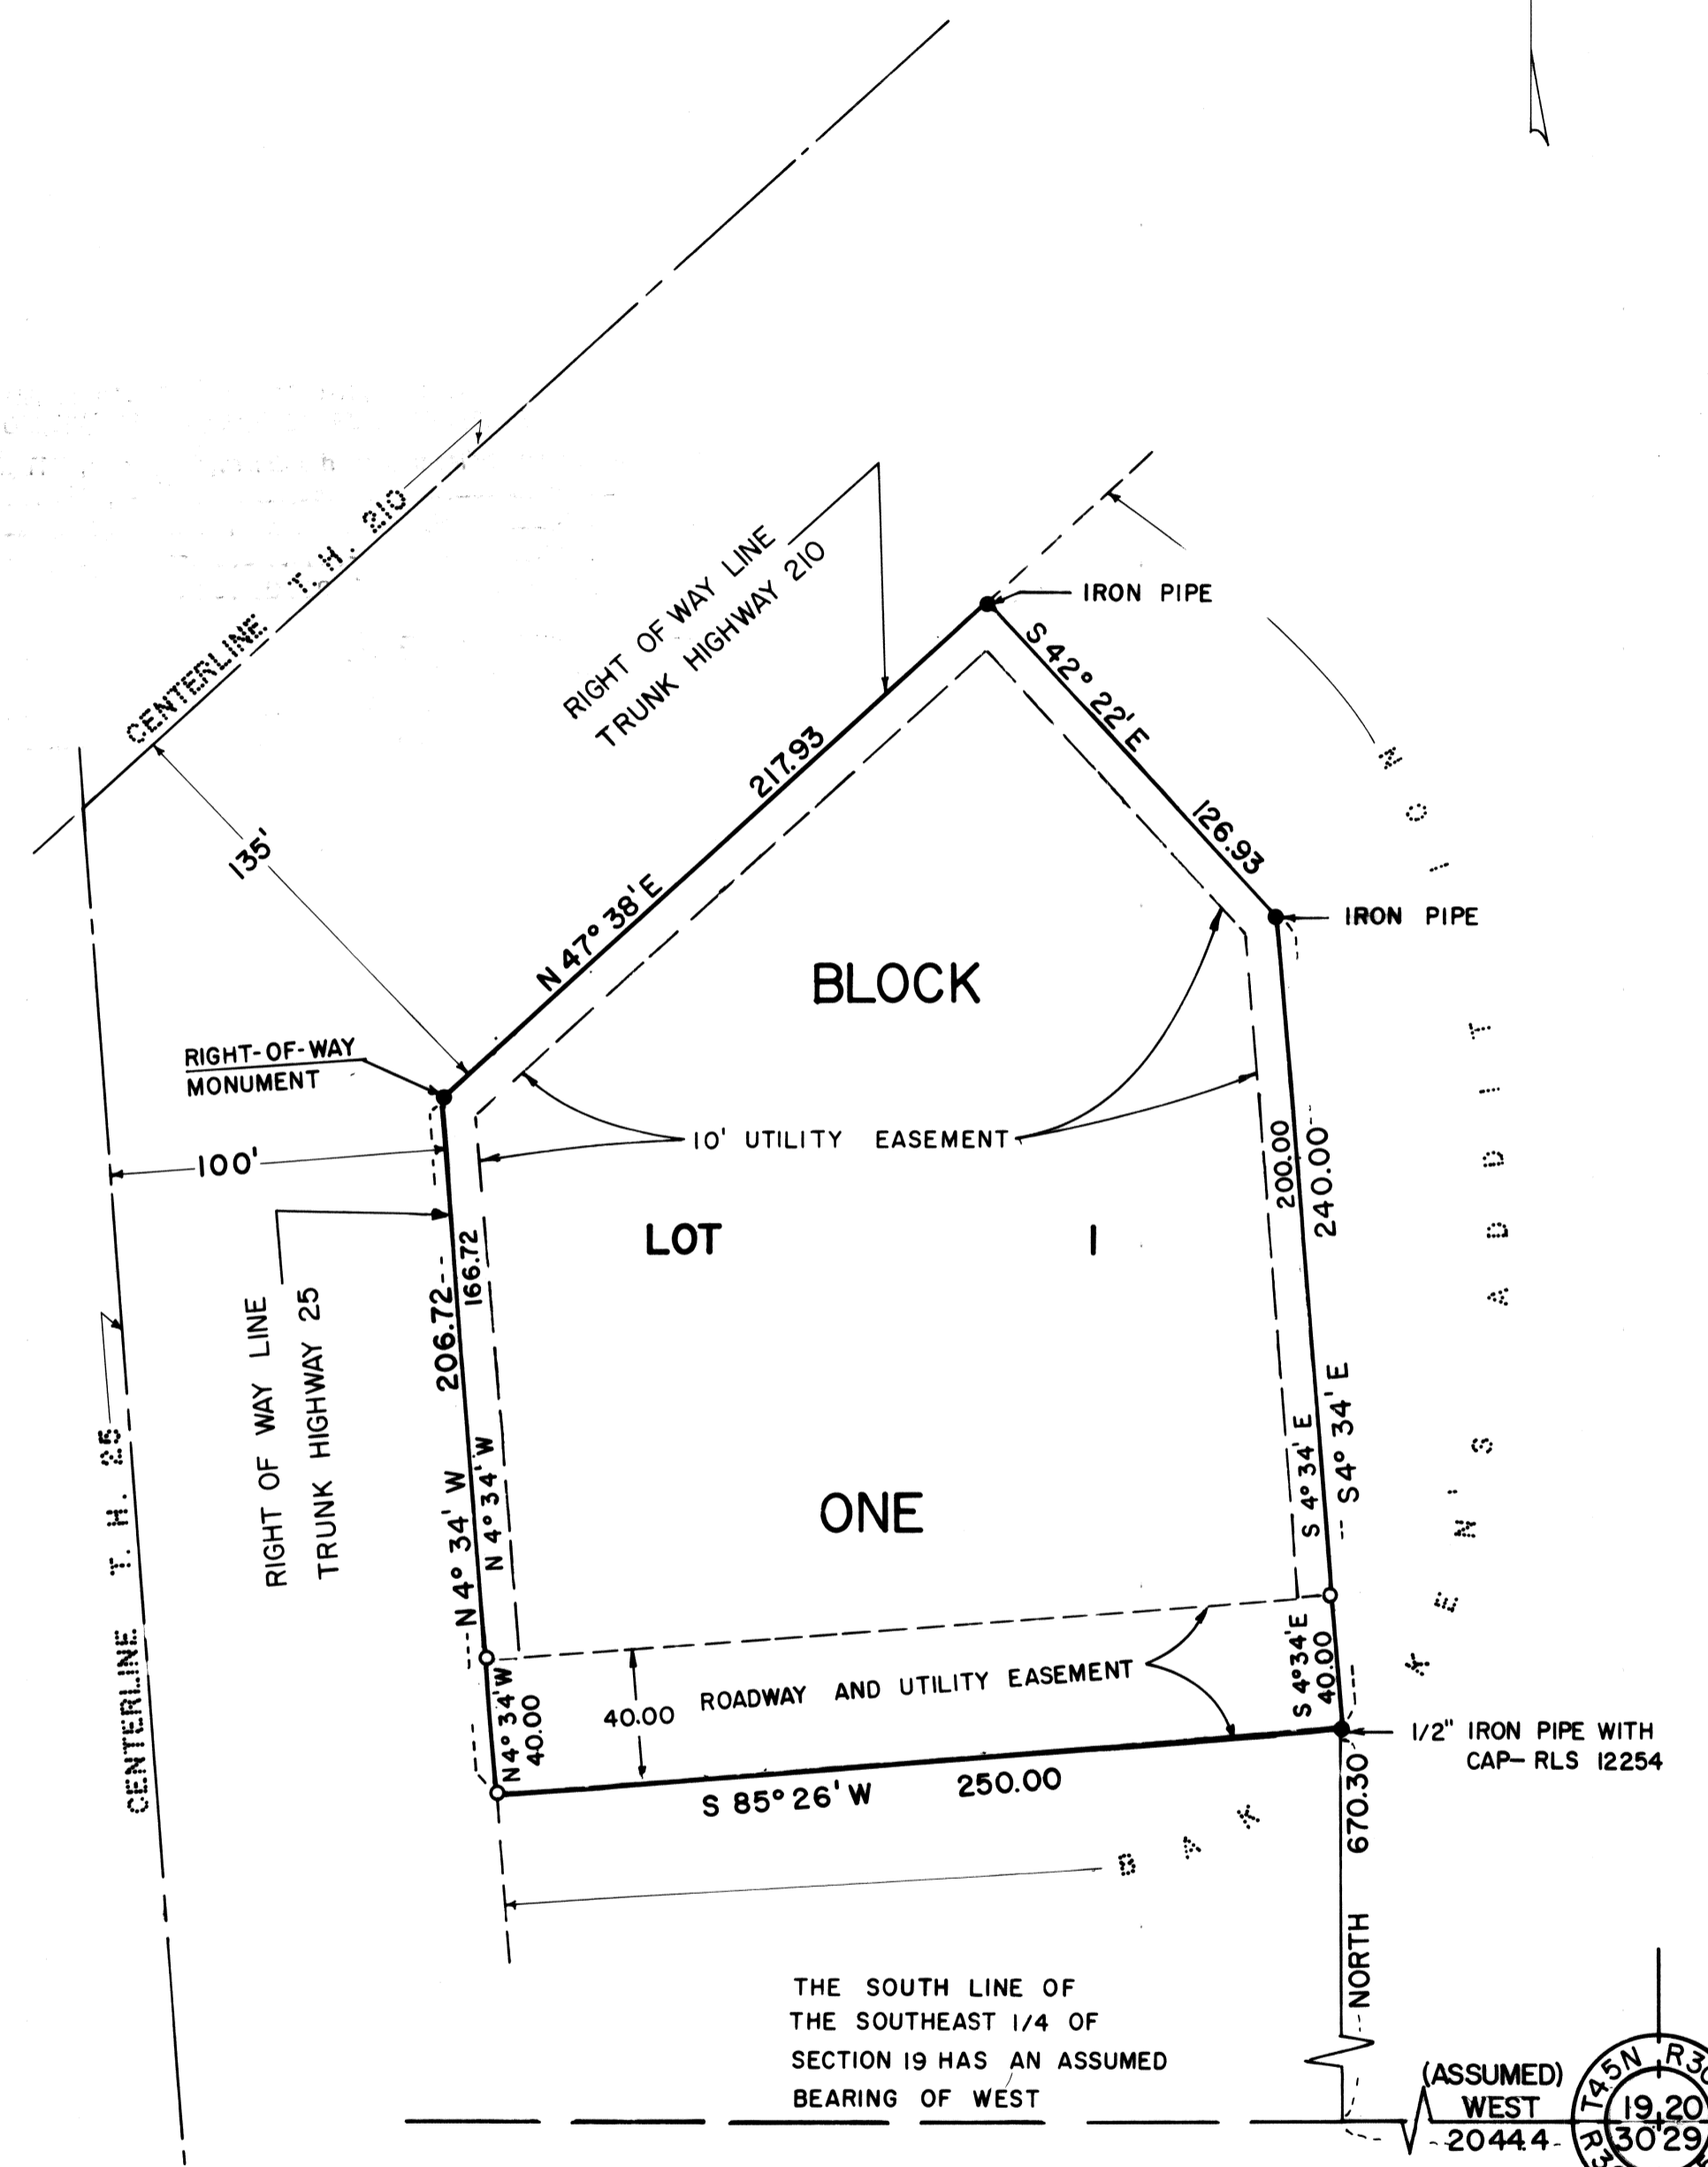 CENTERLINE T. H. 210
RIGHT OF WAY LINE
TRUNK HIGHWAY 210
IRON PIPE
S 42° 22' E
126.93
217.93
N 47° 38' E
135'
IRON PIPE
BLOCK
RIGHT-OF-WAY
MONUMENT
100'
10' UTILITY EASEMENT
200.00
240.00
LOT 1
206.72
166.72
RIGHT OF WAY LINE
TRUNK HIGHWAY 25
CENTERLINE T. H. 25
N 4° 34' W
N 4° 34' W
S 4° 34' E
S 4° 34' E
ONE
N 4° 34' W
40.00
40.00
ROADWAY AND UTILITY EASEMENT
S 4° 34' E
40.00
1/2" IRON PIPE WITH
CAP- RLS 12254
S 85° 26' W 250.00
BAKKEN'S ADDITION
670.30
NORTH
THE SOUTH LINE OF
THE SOUTHEAST 1/4 OF
SECTION 19 HAS AN ASSUMED
BEARING OF WEST
(ASSUMED)
WEST
2044.4
T45N
19 20
30 29